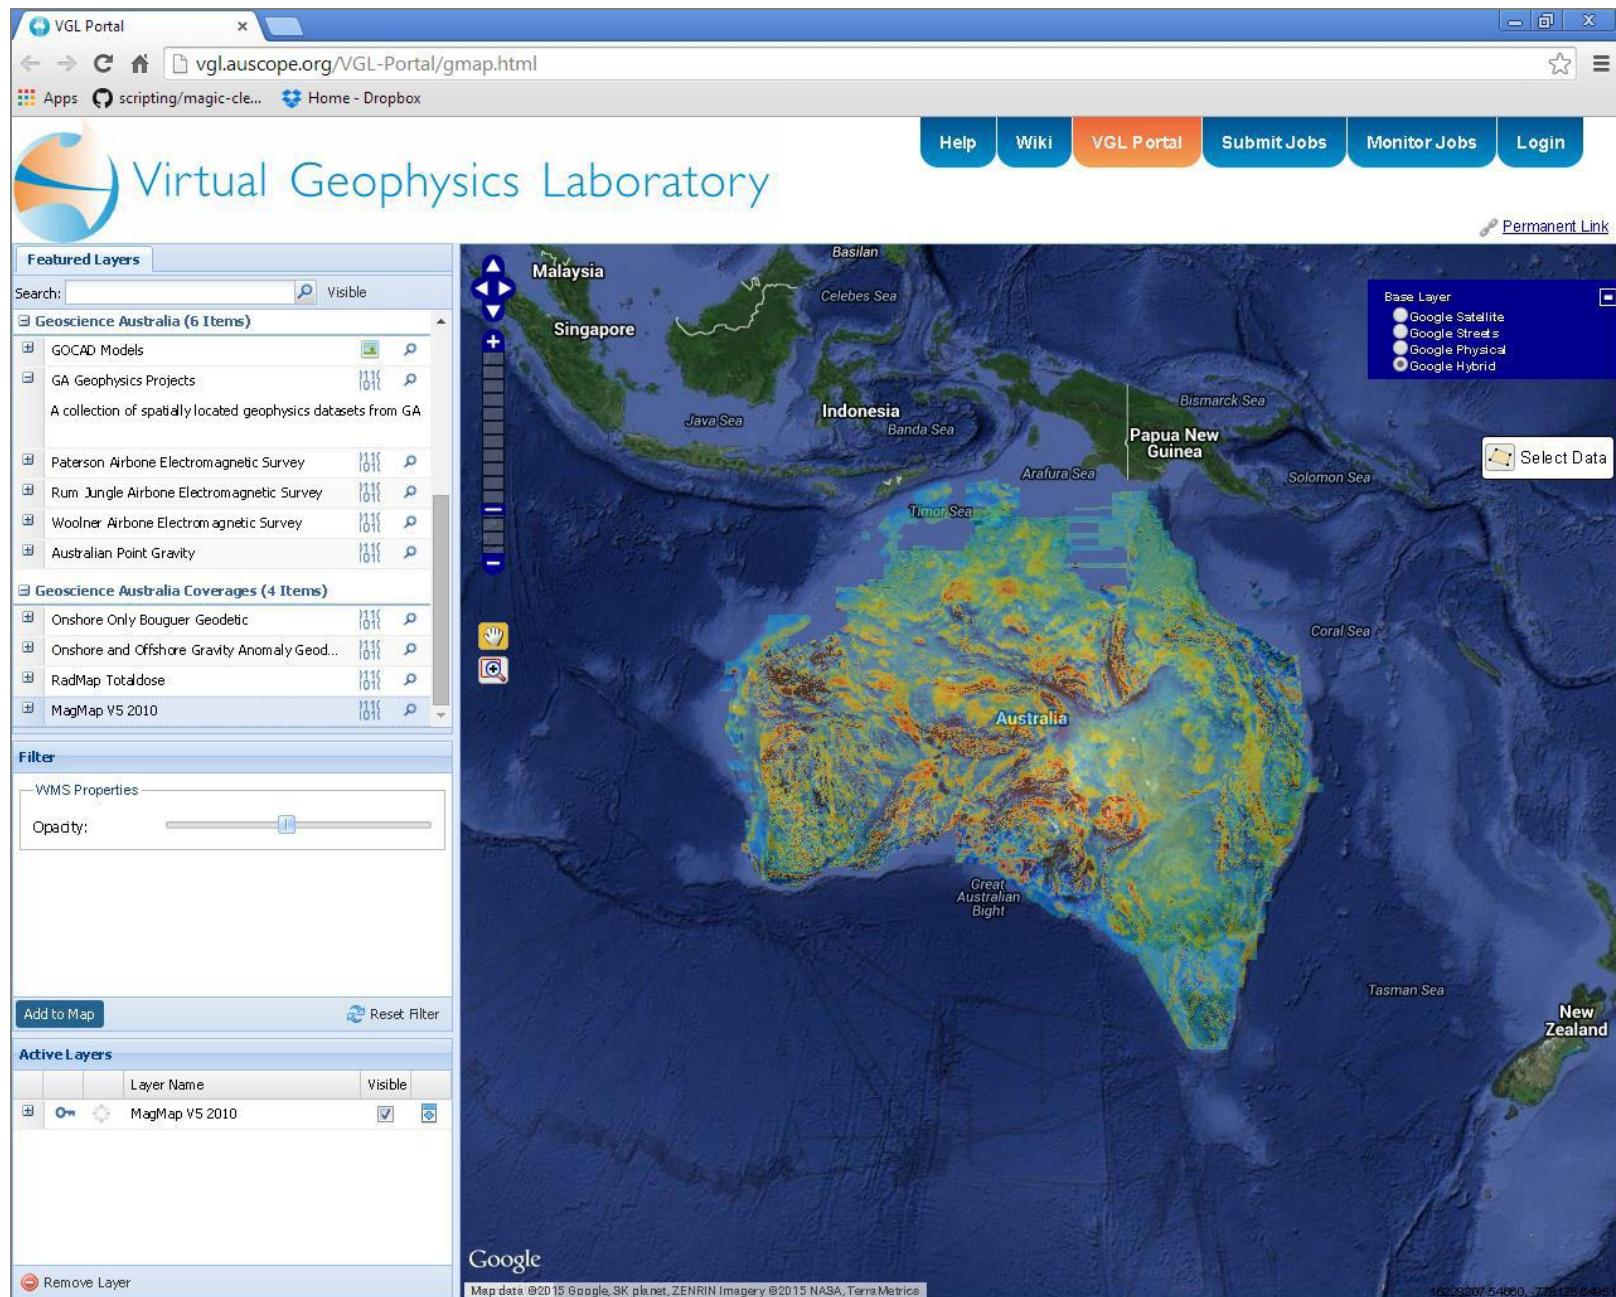 VGL Portal
vgl.auscope.org/VGL-Portal/gmap.html
Apps scripting/magic-cle... Home - Dropbox
Virtual Geophysics Laboratory
Help Wiki VGL Portal Submit Jobs Monitor Jobs Login
Permanent Link
Featured Layers
Search: Visible
Geoscience Australia (6 Items)
GOCAD Models
GA Geophysics Projects
A collection of spatially located geophysics datasets from GA
Paterson Airbone Electromagnetic Survey
Rum Jungle Airbone Electromagnetic Survey
Woolner Airbone Electromagnetic Survey
Australian Point Gravity
Geoscience Australia Coverages (4 Items)
Onshore Only Bouguer Geodetic
Onshore and Offshore Gravity Anomaly Geod...
RadMap Totaldose
MagMap V5 2010
Filter
WMS Properties
Opacity:
Add to Map Reset Filter
Active Layers
Layer Name Visible
MagMap V5 2010
Remove Layer
Basilan
Malaysia
Celebes Sea
Singapore
Base Layer
Google Satellite
Google Streets
Google Physical
Google Hybrid
Indonesia
Java Sea
Banda Sea
Bismarck Sea
Papua New
Guinea
Select Data
Arafura Sea
Solomon Sea
Timor Sea
Coral Sea
Australia
Great
Australian
Bight
Tasman Sea
New
Zealand
Google
Map data ©2015 Google, SK planet, ZENRIN Imagery ©2015 NASA, TerraMetrics